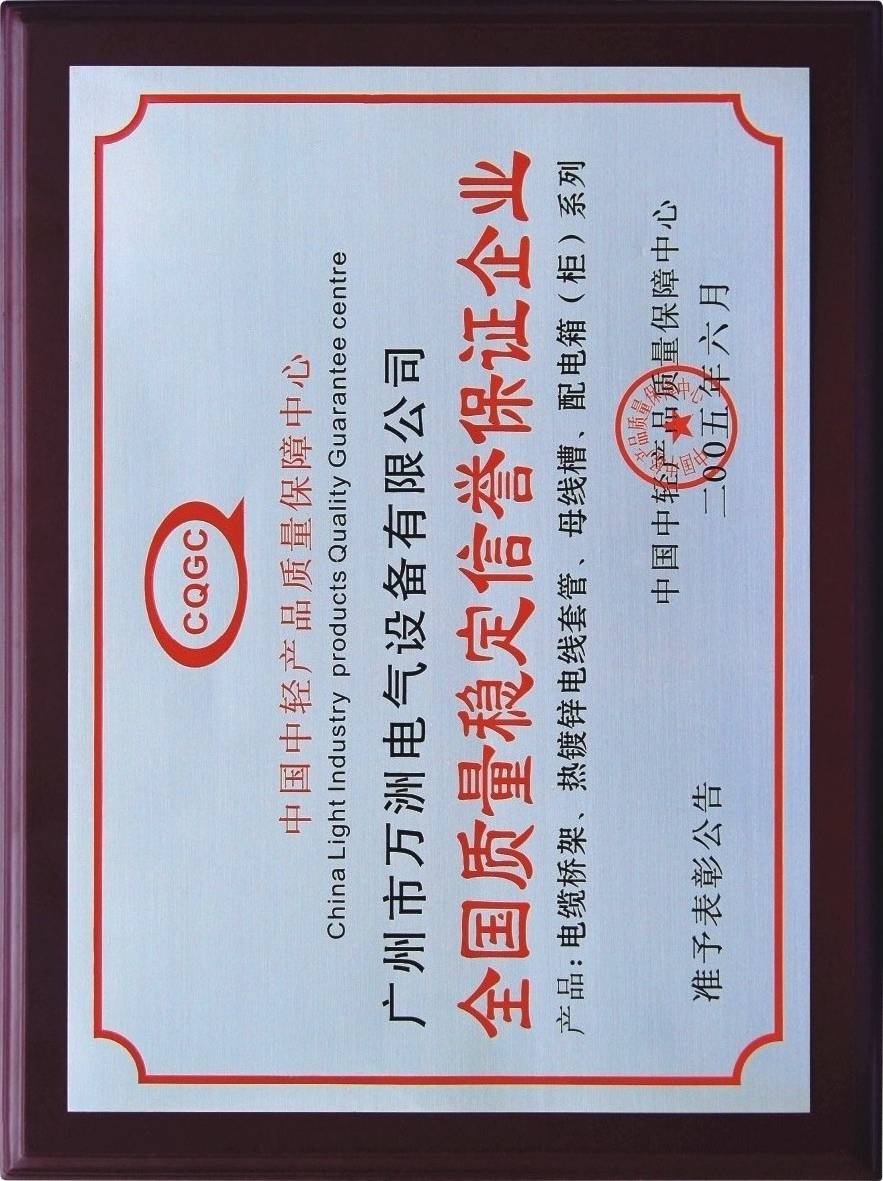 CQGC
中国中轻产品质量保障中心
China Light Industry products Quality Guarantee centre
广州市万洲电气设备有限公司
全国质量稳定信誉保证企业
产品:电缆桥架、热镀锌电线套管、母线槽、配电箱(柜)系列
准予表彰公告
中国中轻产品质量保障中心
二00五年六月